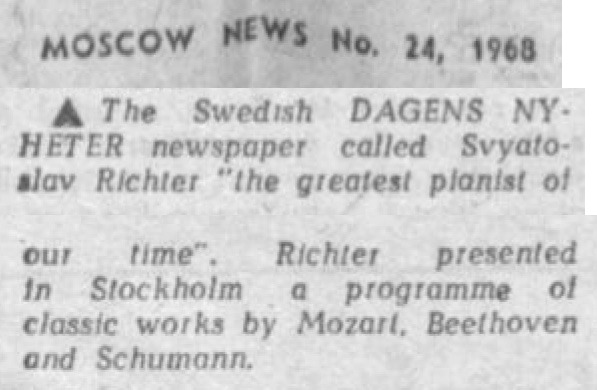 MOSCOW NEWS No. 24, 1968
▲ The Swedish DAGENS NY-
HETER newspaper called Svyato-
slav Richter "the greatest pianist of
our time". Richter presented
in Stockholm a programme of
classic works by Mozart, Beethoven
and Schumann.